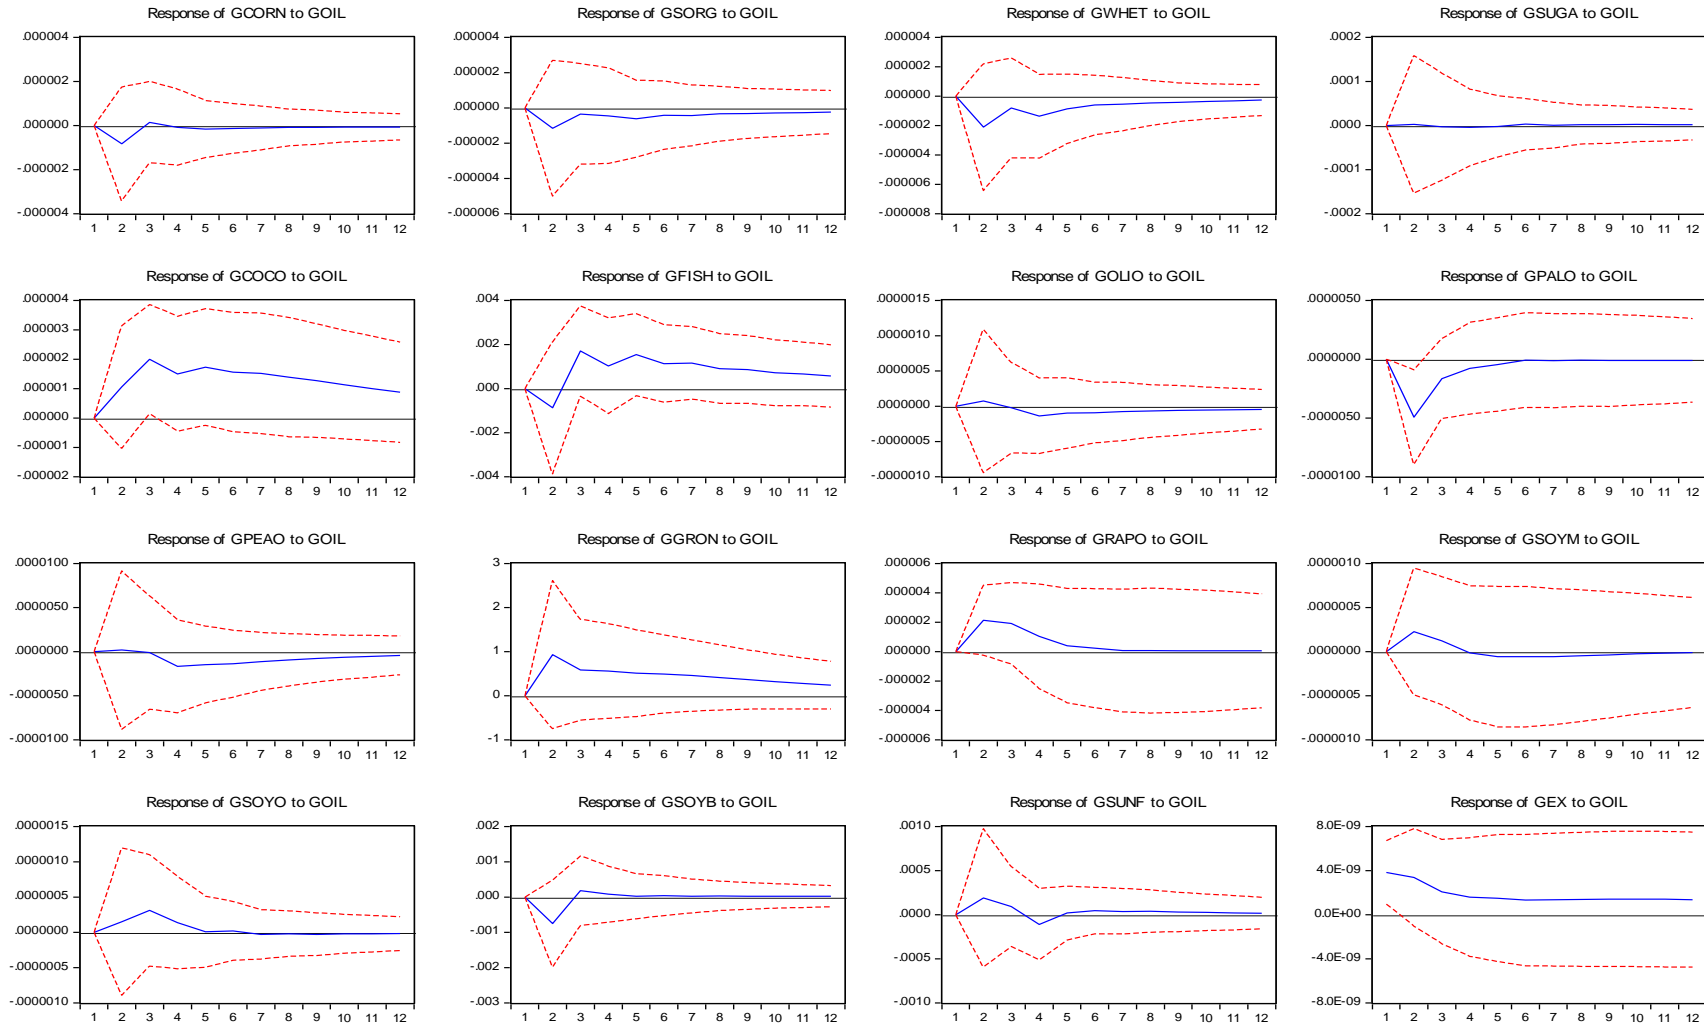 Response of GCORN to GOIL
.000004
.000002
.000000
-.000002
-.000004
1 2 3 4 5 6 7 8 9 10 11 12
Response of GSORG to GOIL
.000004
.000002
.000000
-.000002
-.000004
-.000006
1 2 3 4 5 6 7 8 9 10 11 12
Response of GWHET to GOIL
.000004
.000002
.000000
-.000002
-.000004
-.000006
-.000008
1 2 3 4 5 6 7 8 9 10 11 12
Response of GSUGA to GOIL
.0002
.0001
.0000
-.0001
-.0002
1 2 3 4 5 6 7 8 9 10 11 12
Response of GCOCO to GOIL
.000004
.000003
.000002
.000001
.000000
-.000001
-.000002
1 2 3 4 5 6 7 8 9 10 11 12
Response of GFISH to GOIL
.004
.002
.000
-.002
-.004
1 2 3 4 5 6 7 8 9 10 11 12
Response of GOLIO to GOIL
.0000015
.0000010
.0000005
.0000000
-.0000005
-.0000010
1 2 3 4 5 6 7 8 9 10 11 12
Response of GPALO to GOIL
.0000050
.0000000
-.0000050
-.0000100
1 2 3 4 5 6 7 8 9 10 11 12
Response of GPEAO to GOIL
.0000100
.0000050
.0000000
-.0000050
-.0000100
1 2 3 4 5 6 7 8 9 10 11 12
Response of GGRON to GOIL
3
2
1
0
-1
1 2 3 4 5 6 7 8 9 10 11 12
Response of GRAPO to GOIL
.000006
.000004
.000002
.000000
-.000002
-.000004
-.000006
1 2 3 4 5 6 7 8 9 10 11 12
Response of GSOYM to GOIL
.0000010
.0000005
.0000000
-.0000005
-.0000010
1 2 3 4 5 6 7 8 9 10 11 12
Response of GSOYO to GOIL
.0000015
.0000010
.0000005
.0000000
-.0000005
-.0000010
1 2 3 4 5 6 7 8 9 10 11 12
Response of GSOYB to GOIL
.002
.001
.000
-.001
-.002
-.003
1 2 3 4 5 6 7 8 9 10 11 12
Response of GSUNF to GOIL
.0010
.0005
.0000
-.0005
-.0010
1 2 3 4 5 6 7 8 9 10 11 12
Response of GEX to GOIL
8.0E-09
4.0E-09
0.0E+00
-4.0E-09
-8.0E-09
1 2 3 4 5 6 7 8 9 10 11 12